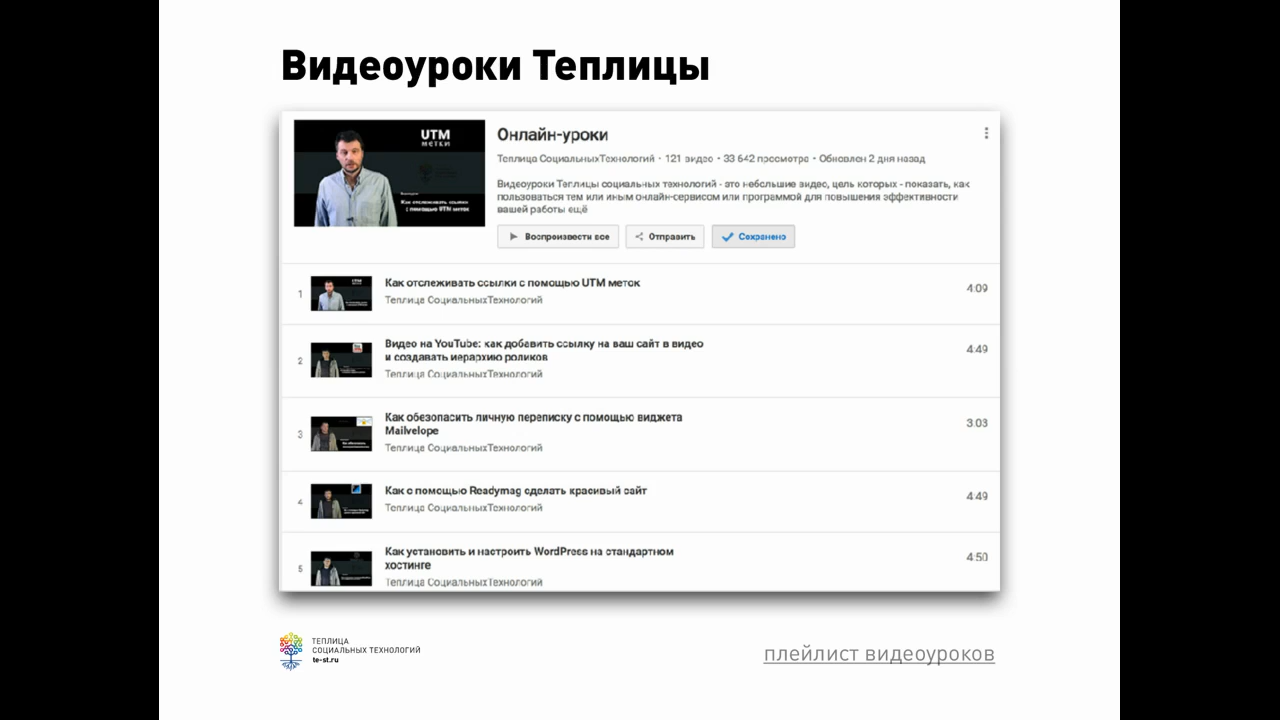 Видеоуроки Теплицы
UTM
метки
Как отслеживать ссылки
с помощью UTM меток
Онлайн-уроки
Теплица СоциальныхТехнологий • 121 видео • 33 642 просмотра • Обновлен 2 дня назад
Видеоуроки Теплицы социальных технологий - это небольшие видео, цель которых - показать, как
пользоваться тем или иным онлайн-сервисом или программой для повышения эффективности
вашей работы ещё
Воспроизвести все
Отправить
Сохранено
1
Как отслеживать ссылки с помощью UTM меток
Теплица СоциальныхТехнологий
4:09
2
Видео на YouTube: как добавить ссылку на ваш сайт в видео
и создавать иерархию роликов
Теплица СоциальныхТехнологий
4:49
3
Как обезопасить личную переписку с помощью виджета
Mailvelope
Теплица СоциальныхТехнологий
3:03
4
Как с помощью Readymag сделать красивый сайт
Теплица СоциальныхТехнологий
4:49
5
Как установить и настроить WordPress на стандартном
хостинге
Теплица СоциальныхТехнологий
4:50
ТЕПЛИЦА
СОЦИАЛЬНЫХ ТЕХНОЛОГИЙ
te-st.ru
плейлист видеоуроков